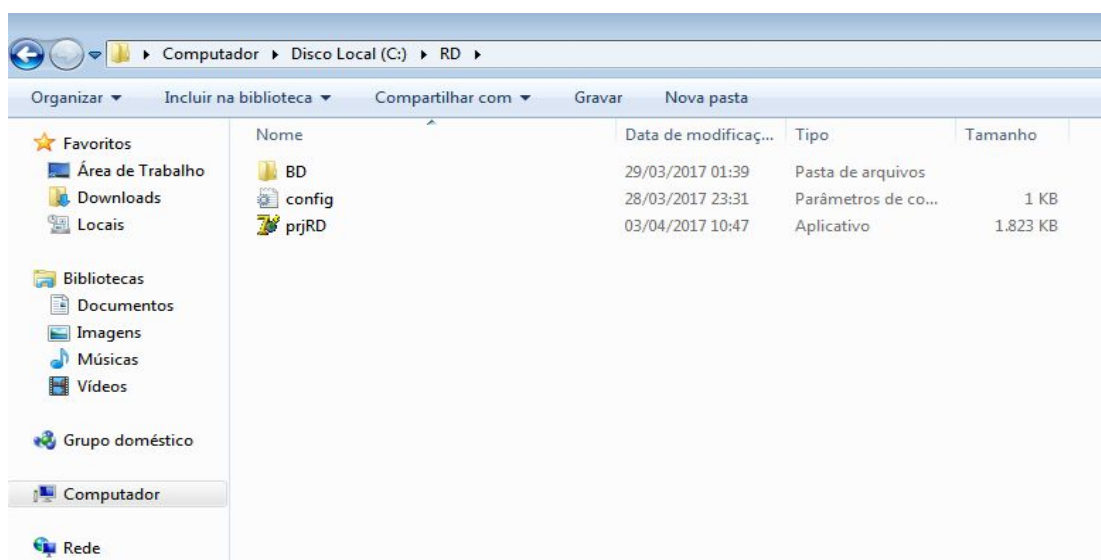 Computador Disco Local (C:) RD
Organizar Incluir na biblioteca Compartilhar com Gravar Nova pasta
Favoritos
Área de Trabalho
Downloads
Locais
Bibliotecas
Documentos
Imagens
Músicas
Vídeos
Grupo doméstico
Computador
Rede
Nome Data de modificaç... Tipo Tamanho
BD 29/03/2017 01:39 Pasta de arquivos
config 28/03/2017 23:31 Parâmetros de co... 1 KB
prjRD 03/04/2017 10:47 Aplicativo 1.823 KB